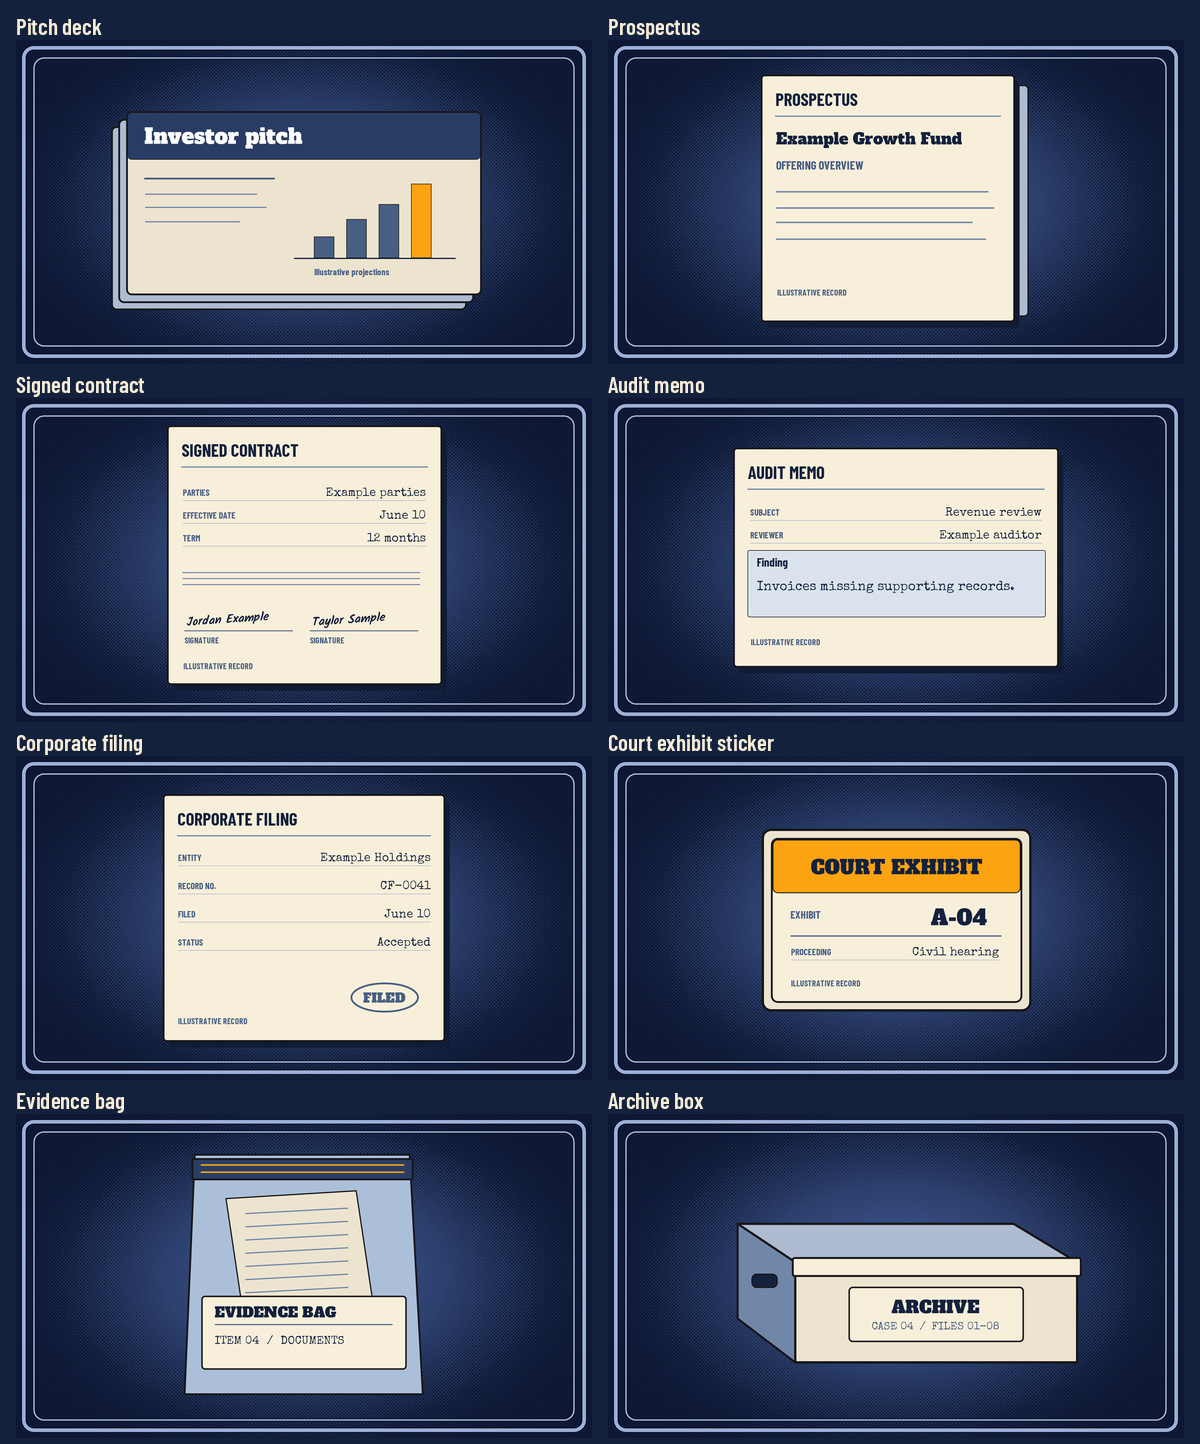 Pitch deck
Investor pitch
Illustrative projections
Prospectus
PROSPECTUS
Example Growth Fund
OFFERING OVERVIEW
ILLUSTRATIVE RECORD
Signed contract
SIGNED CONTRACT
PARTIES Example parties
EFFECTIVE DATE June 10
TERM 12 months
Jordan Example Taylor Sample
SIGNATURE SIGNATURE
ILLUSTRATIVE RECORD
Audit memo
AUDIT MEMO
SUBJECT Revenue review
REVIEWER Example auditor
Finding
Invoices missing supporting records.
ILLUSTRATIVE RECORD
Corporate filing
CORPORATE FILING
ENTITY Example Holdings
RECORD NO. CF-0041
FILED June 10
STATUS Accepted
FILED
ILLUSTRATIVE RECORD
Court exhibit sticker
COURT EXHIBIT
EXHIBIT A-04
PROCEEDING Civil hearing
ILLUSTRATIVE RECORD
Evidence bag
EVIDENCE BAG
ITEM 04 / DOCUMENTS
Archive box
ARCHIVE
CASE 04 / FILES 01-08